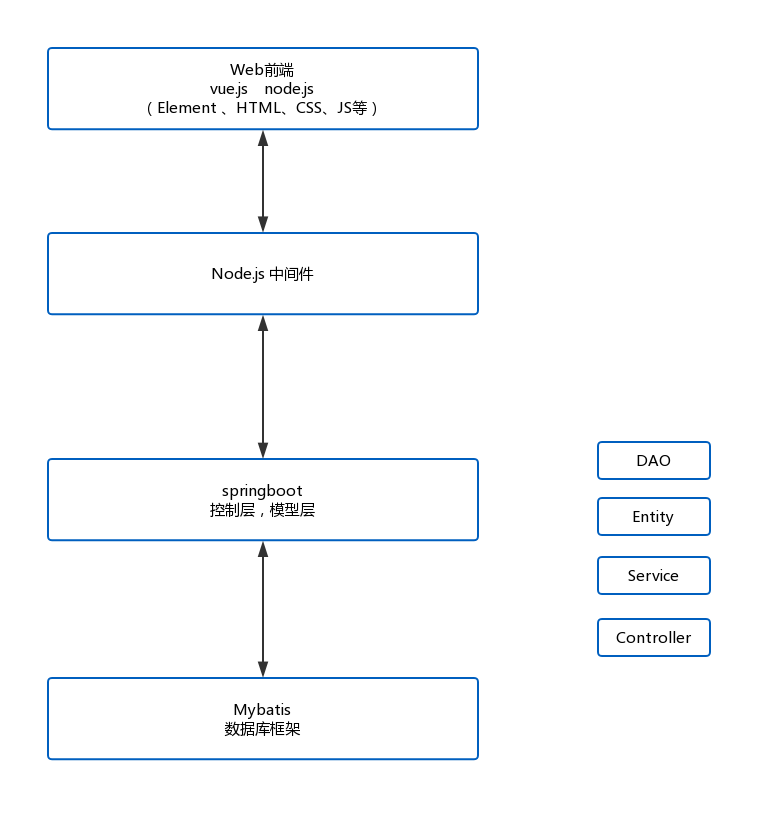 Web前端
vue.js    node.js
（ Element 、HTML、CSS、JS等 ）
Node.js 中间件
springboot
控制层，模型层
Mybatis
数据库框架
DAO
Entity
Service
Controller